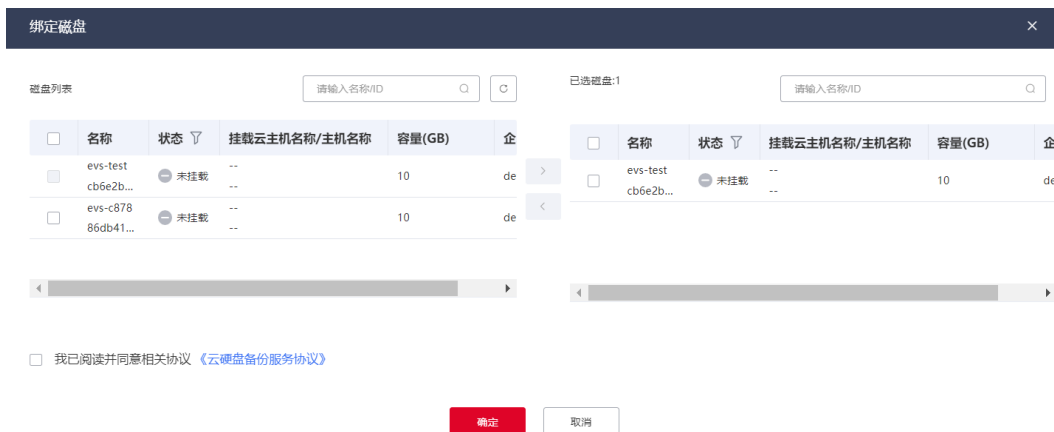 绑定磁盘
磁盘列表
请输入名称/ID
已选磁盘:1
请输入名称/ID
名称 状态 挂载云主机名称/主机名称 容量(GB) 企
evs-test
cb6e2b...
未挂载
--
--
10
de
evs-c878
86db41...
未挂载
--
--
10
de
名称 状态 挂载云主机名称/主机名称 容量(GB) 企
evs-test
cb6e2b...
未挂载
--
--
10
de
我已阅读并同意相关协议 《云硬盘备份服务协议》
确定 取消